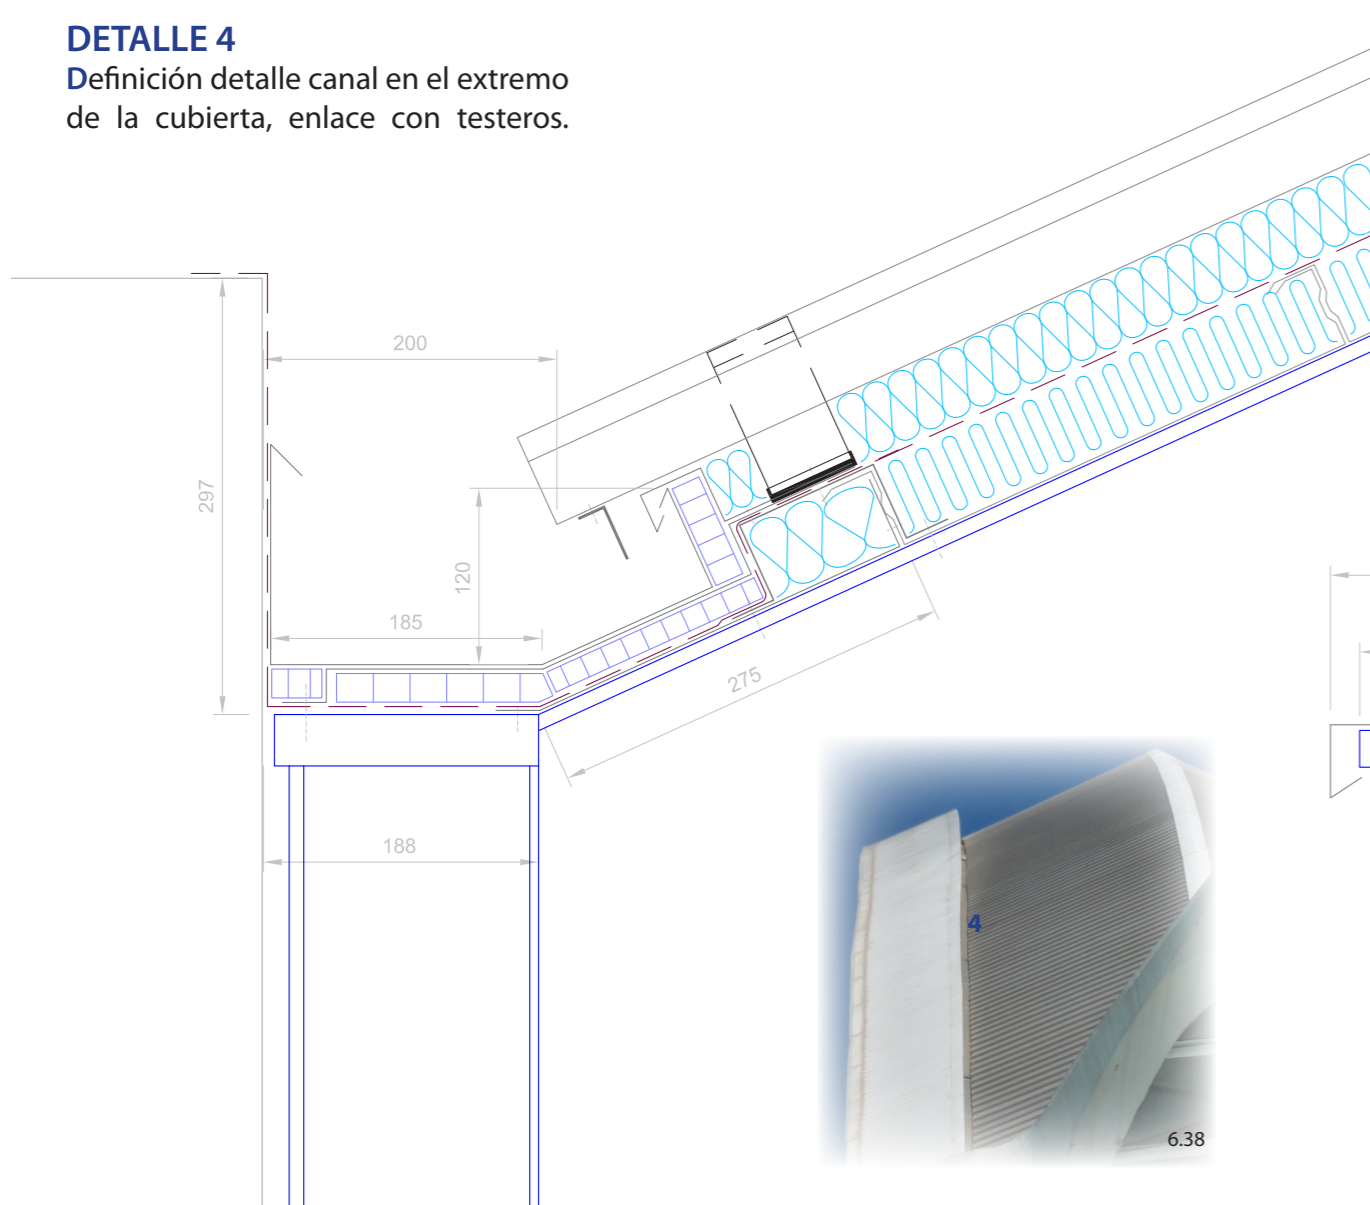 DETALLE 4
Definición detalle canal en el extremo
de la cubierta, enlace con testeros.
200
297
120
185
275
188
4
6.38